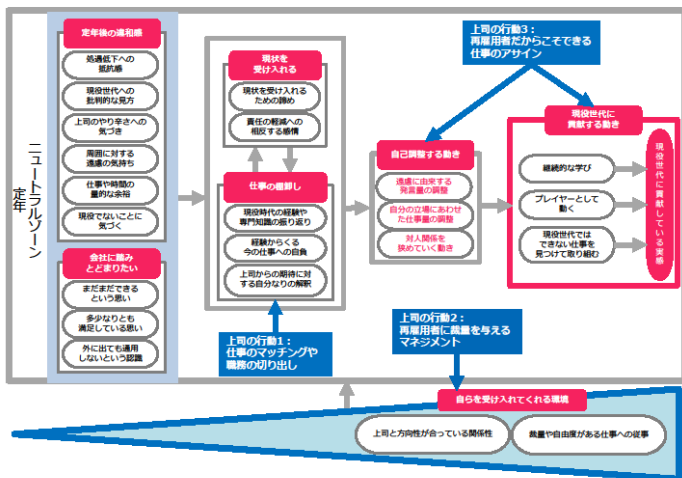 定年
ニュートラルゾーン
定年後の違和感
処遇低下への
抵抗感
現役世代への
批判的な見方
上司のやり辛さへの
気づき
周囲に対する
遠慮の気持ち
仕事や時間の
量的な余裕
現役でないことに
気づく
会社に踏み
とどまりたい
まだまだできる
という思い
多少なりとも
満足している思い
外に出ても通用
しないという認識
現状を
受け入れる
現状を受け入れる
ための諦め
責任の軽減への
相反する感情
仕事の棚卸し
現役時代の経験や
専門知識の振り返り
経験からくる
今の仕事への自負
上司からの期待に対
する自分なりの解釈
上司の行動1：
仕事のマッチングや
職務の切り出し
自己調整する動き
遠慮に由来する
発言量の調整
自分の立場にあわせ
た仕事量の調整
対人関係を
狭めていく動き
上司の行動3：
再雇用者だからこそできる
仕事のアサイン
現役世代に
貢献する動き
継続的な学び
プレイヤーとして
動く
現役世代では
できない仕事を
見つけて取り組む
現役世代に貢献している実感
上司の行動2：
再雇用者に裁量を与える
マネジメント
自らを受け入れてくれる環境
上司と方向性が合っている関係性
裁量や自由度がある仕事への従事